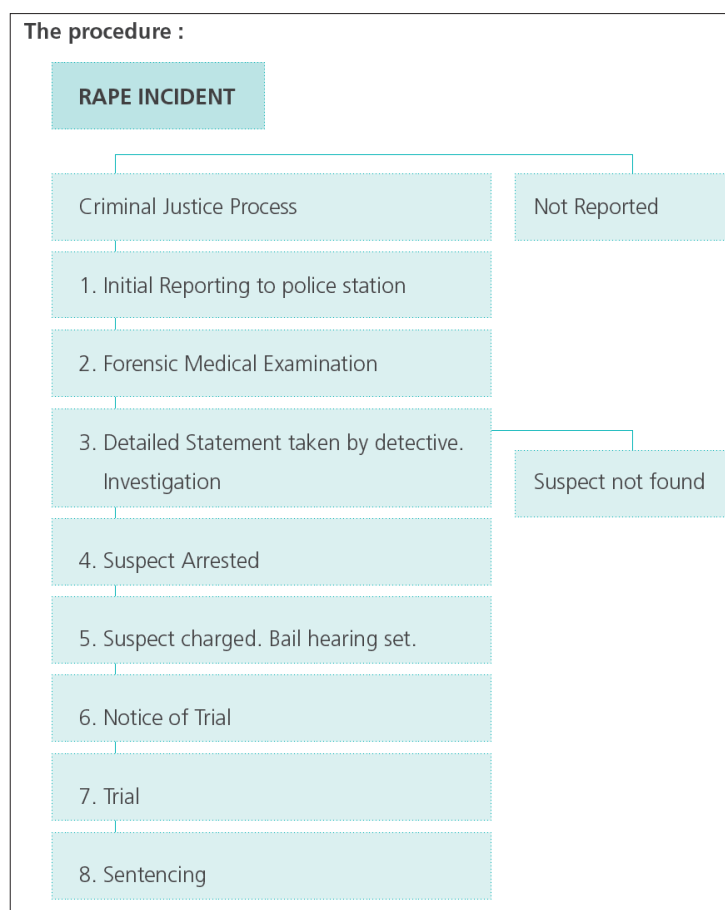 The procedure :
RAPE INCIDENT
Criminal Justice Process
Not Reported
1. Initial Reporting to police station
2. Forensic Medical Examination
3. Detailed Statement taken by detective.
Investigation
Suspect not found
4. Suspect Arrested
5. Suspect charged. Bail hearing set.
6. Notice of Trial
7. Trial
8. Sentencing